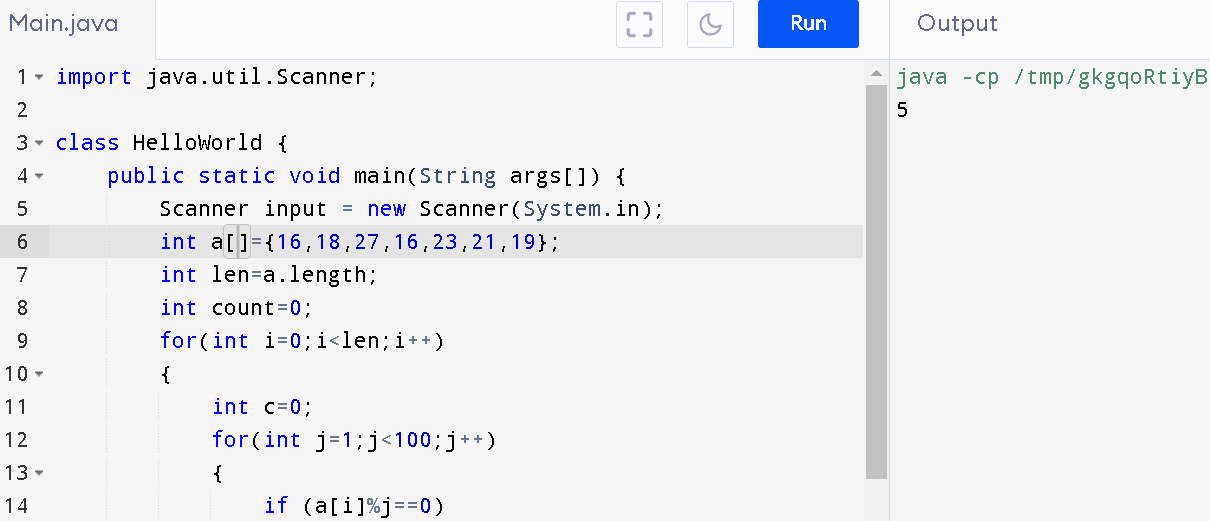 Main.java
Run
Output
1 import java.util.Scanner;
2
3 class HelloWorld {
4 public static void main(String args[]) {
5 Scanner input = new Scanner(System.in);
6 int a[]={16,18,27,16,23,21,19};
7 int len=a.length;
8 int count=0;
9 for(int i=0;i<len;i++)
10 {
11 int c=0;
12 for(int j=1;j<100;j++)
13 {
14 if (a[i]%j==0)
java -cp /tmp/gkgqoRtiyB
5